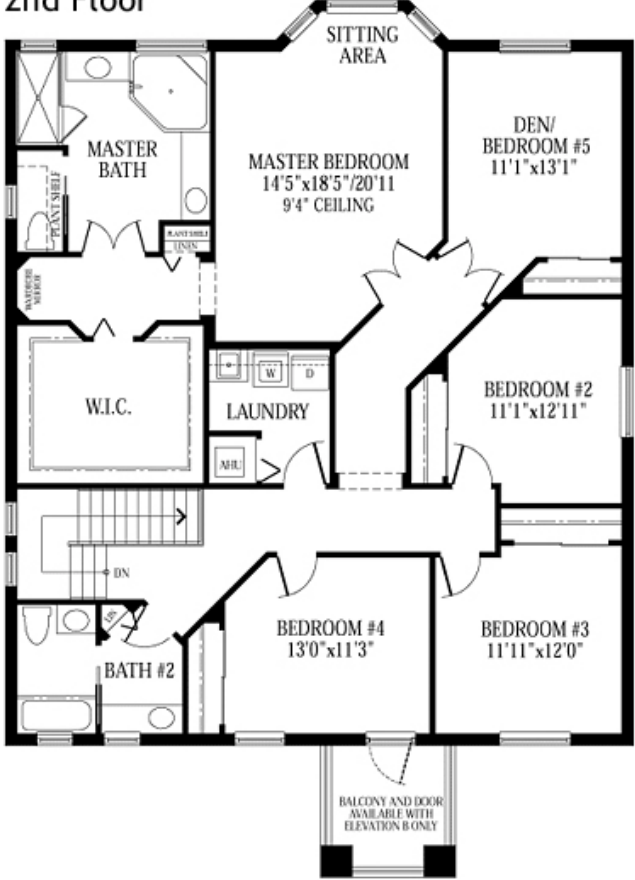 2nd Floor
SITTING
AREA
DEN/
BEDROOM #5
11'1"x13'1"
MASTER
BATH
MASTER BEDROOM
14'5"x18'5"/20'11
9'4" CEILING
PLANT SHELF
PLANT SHELF
LINEN
WARDROBE
MIRROR
W.I.C.
W
D
LAUNDRY
AHU
BEDROOM #2
11'1"x12'11"
DN
LIN
BATH #2
BEDROOM #4
13'0"x11'3"
BEDROOM #3
11'11"x12'0"
BALCONY AND DOOR
AVAILABLE WITH
ELEVATION B ONLY